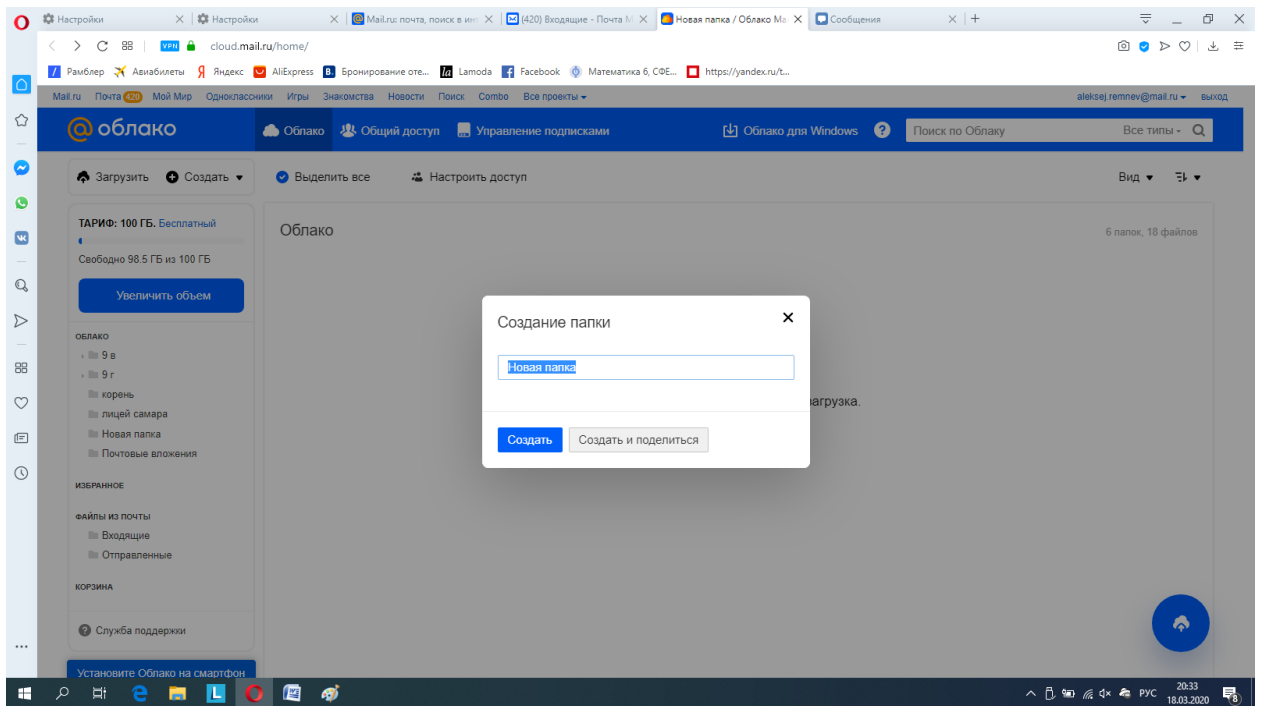 Настройки Настройки Mail.ru: почта, поиск в инт (420) Входящие - Почта М Новая папка / Облако Ma Сообщения
VPN cloud.mail.ru/home/
Рамблер Авиабилеты Яндекс AliExpress Бронирование оте... Lamoda Facebook Математика 6, СФЕ... https://yandex.ru/t...
Mail.ru Почта 420 Мой Мир Одноклассники Игры Знакомства Новости Поиск Combo Все проекты aleksej.remnev@mail.ru выход
облако Облако Общий доступ Управление подписками Облако для Windows ? Поиск по Облаку Все типы
Загрузить Создать Выделить все Настроить доступ Вид
ТАРИФ: 100 ГБ. Бесплатный
Облако 6 папок, 18 файлов
Свободно 98.5 ГБ из 100 ГБ
Увеличить объем
Создание папки
ОБЛАКО
9 в
Новая папка
9 г
корень
загрузка.
лицей самара
Новая папка
Создать Создать и поделиться
Почтовые вложения
ИЗБРАННОЕ
ФАЙЛЫ ИЗ ПОЧТЫ
Входящие
Отправленные
КОРЗИНА
Служба поддержки
Установите Облако на смартфон
РУС 20:33
18.03.2020 8